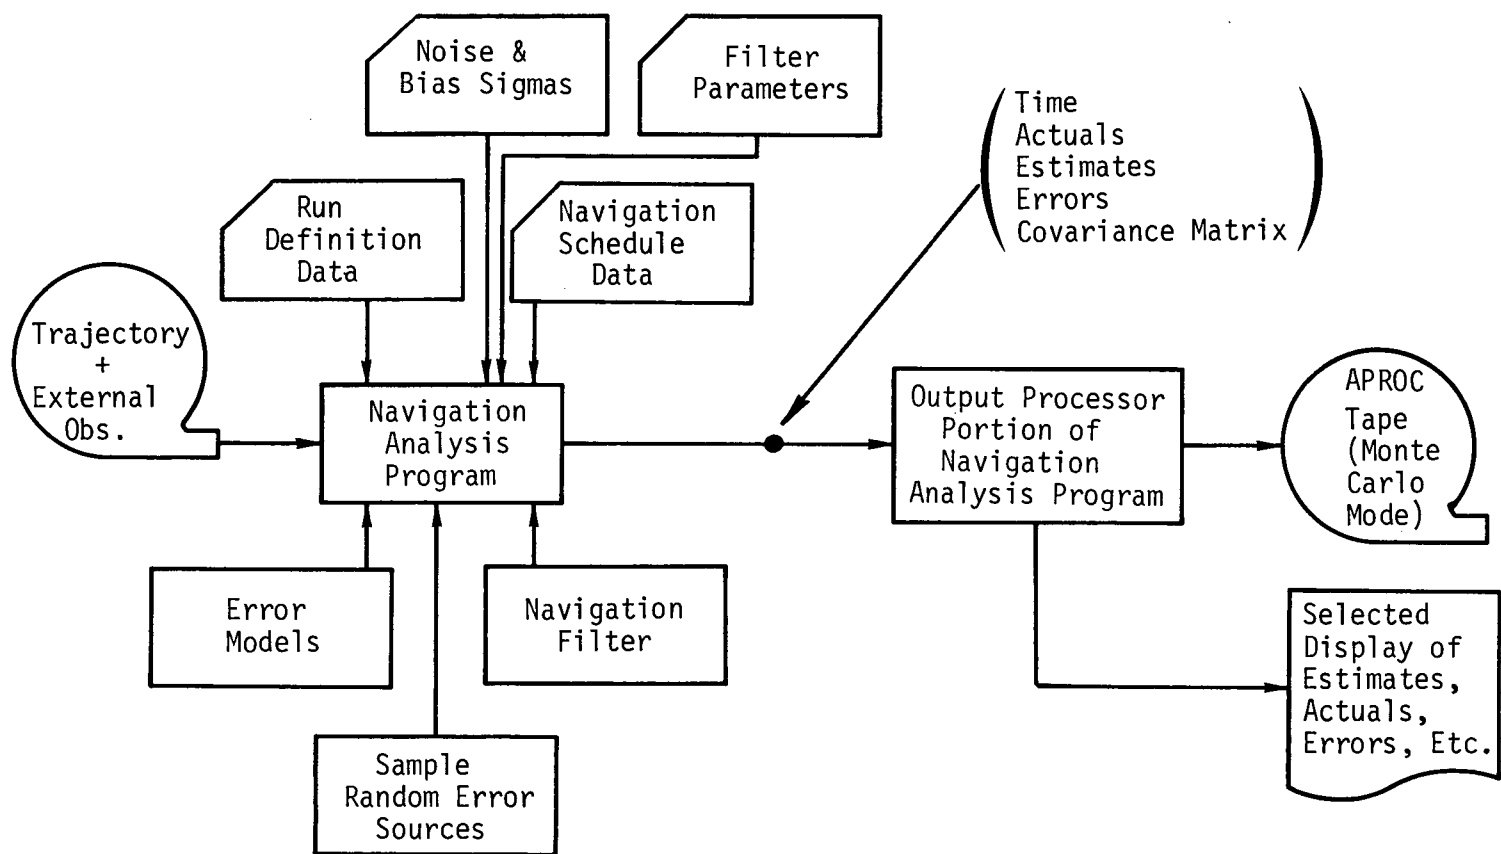 Noise &
Bias Sigmas
Filter
Parameters
Time
Actuals
Estimates
Errors
Covariance Matrix
Run
Definition
Data
Navigation
Schedule
Data
Trajectory
+
External
Obs.
Navigation
Analysis
Program
Output Processor
Portion of
Navigation
Analysis Program
APROC
Tape
(Monte
Carlo
Mode)
Error
Models
Navigation
Filter
Sample
Random Error
Sources
Selected
Display of
Estimates,
Actuals,
Errors, Etc.